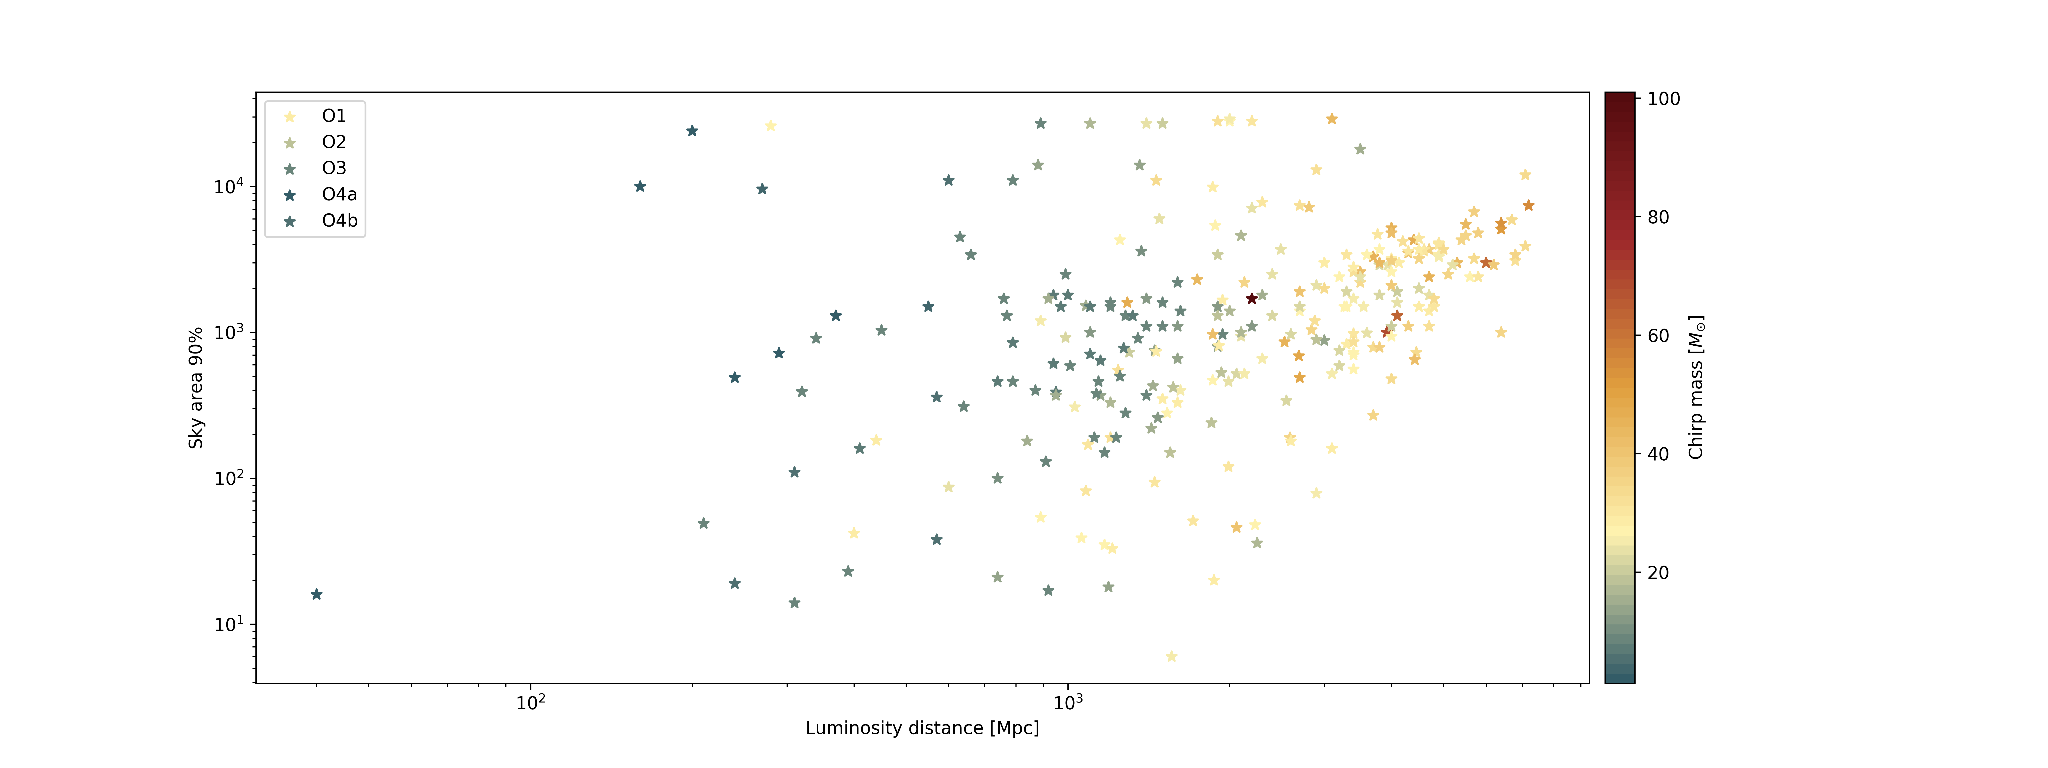 O1
O2
O3
O4a
O4b
10^4
10^3
10^2
10^1
Sky area 90%
10^2
10^3
Luminosity distance [Mpc]
100
80
60
40
20
Chirp mass [M_⊙]